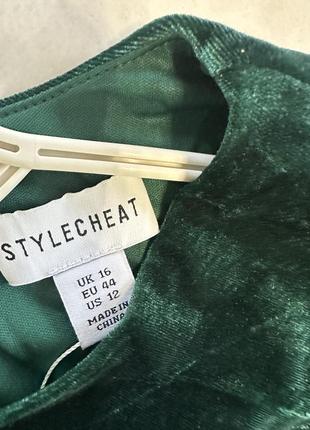 STYLECHEAT
UK 16
EU 44
US 12
MADE IN
CHINA